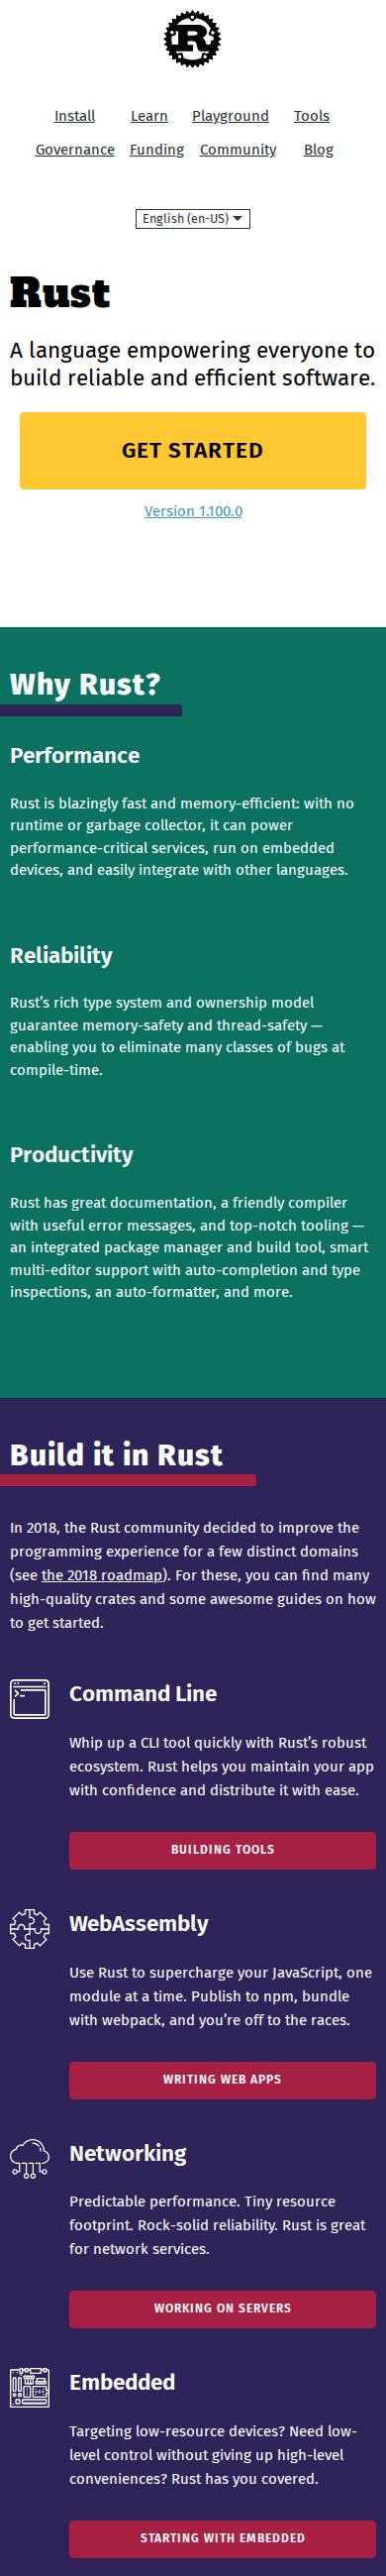 R
Install Learn Playground Tools
Governance Funding Community Blog
English (en-US)
Rust
A language empowering everyone to
build reliable and efficient software.
GET STARTED
Version 1.100.0
Why Rust?
Performance
Rust is blazingly fast and memory-efficient: with no
runtime or garbage collector, it can power
performance-critical services, run on embedded
devices, and easily integrate with other languages.
Reliability
Rust’s rich type system and ownership model
guarantee memory-safety and thread-safety —
enabling you to eliminate many classes of bugs at
compile-time.
Productivity
Rust has great documentation, a friendly compiler
with useful error messages, and top-notch tooling —
an integrated package manager and build tool, smart
multi-editor support with auto-completion and type
inspections, an auto-formatter, and more.
Build it in Rust
In 2018, the Rust community decided to improve the
programming experience for a few distinct domains
(see the 2018 roadmap). For these, you can find many
high-quality crates and some awesome guides on how
to get started.
Command Line
Whip up a CLI tool quickly with Rust’s robust
ecosystem. Rust helps you maintain your app
with confidence and distribute it with ease.
BUILDING TOOLS
WebAssembly
Use Rust to supercharge your JavaScript, one
module at a time. Publish to npm, bundle
with webpack, and you’re off to the races.
WRITING WEB APPS
Networking
Predictable performance. Tiny resource
footprint. Rock-solid reliability. Rust is great
for network services.
WORKING ON SERVERS
Embedded
Targeting low-resource devices? Need low-
level control without giving up high-level
conveniences? Rust has you covered.
STARTING WITH EMBEDDED